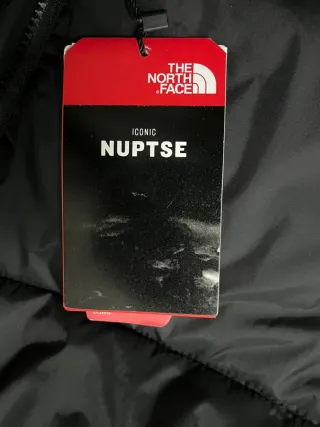 THE
NORTH
FACE
ICONIC
NUPTSE